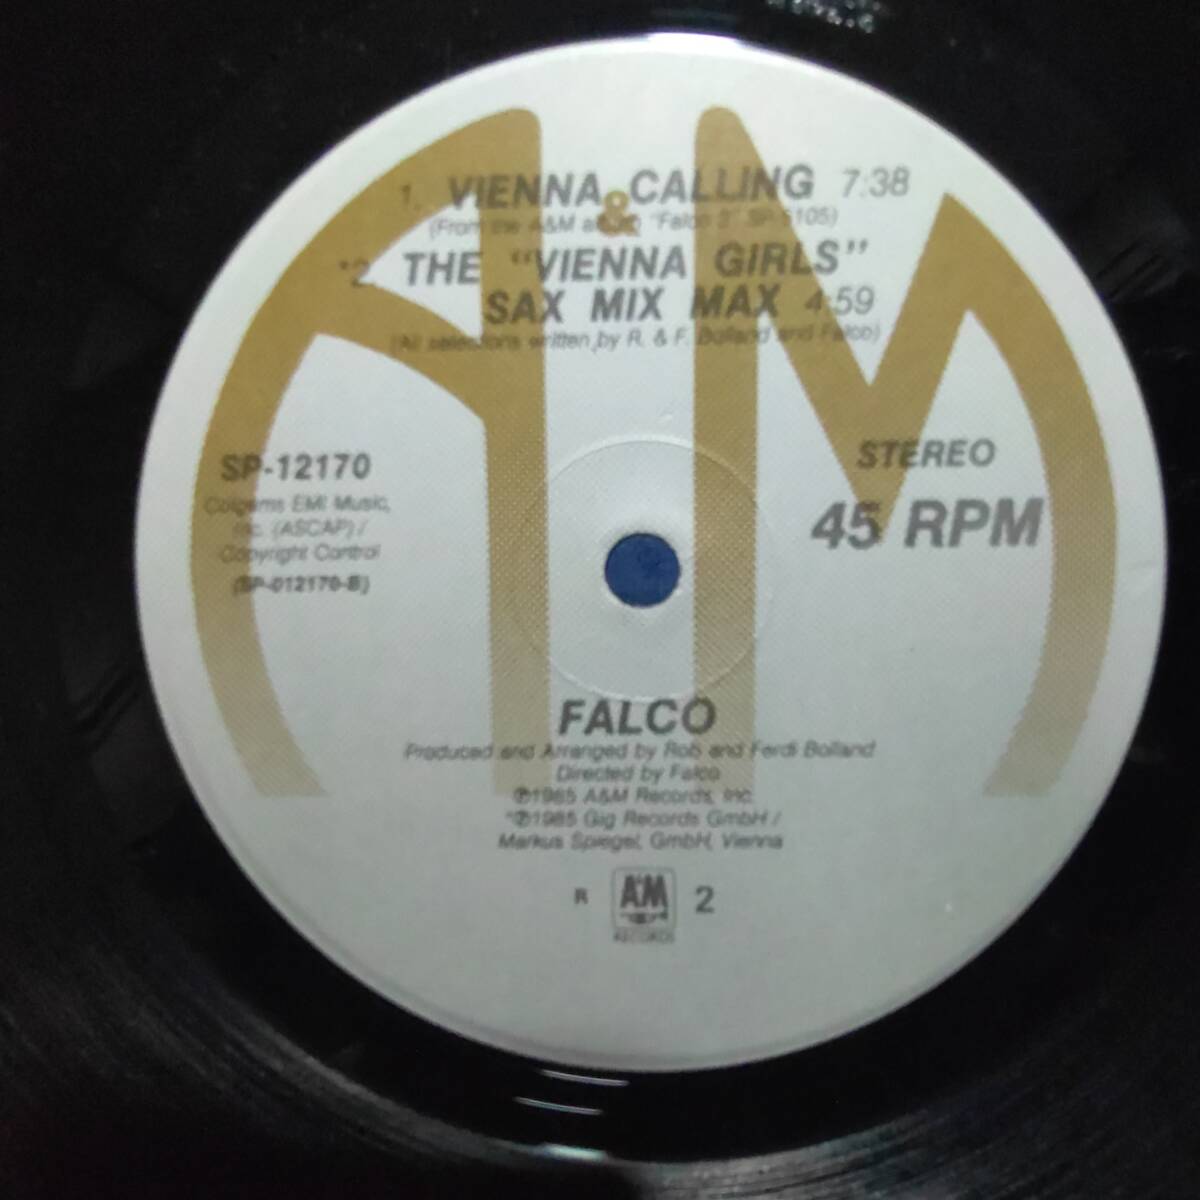 1. VIENNA CALLING 7:38
&
(From the A&M album "Falco 3" SP-5105)
*2. THE "VIENNA GIRLS"
SAX MIX MAX 4:59
(All selections written by R. & F. Bolland and Falco)
SP-12170
Colgems EMI Music,
Inc. (ASCAP)/
Copyright Control
(SP-012170-B)
STEREO
45 RPM
FALCO
Produced and Arranged by Rob and Ferdi Bolland
Directed by Falco
℗1985 A&M Records, Inc.
*℗1985 Gig Records GmbH/
Markus Spiegel, GmbH, Vienna
R A&M 2
RECORDS